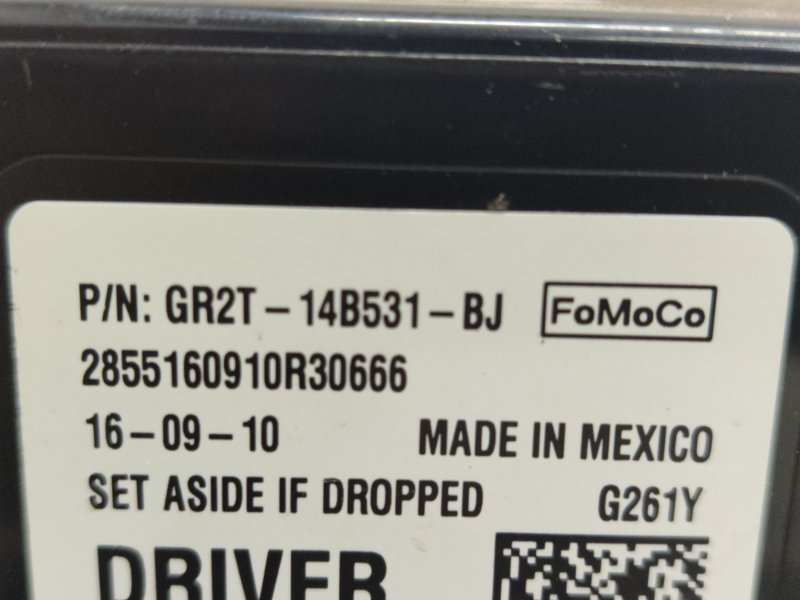 P/N: GR2T-14B531-BJ FoMoCo
2855160910R30666
16-09-10 MADE IN MEXICO
SET ASIDE IF DROPPED G261Y
DRIVER